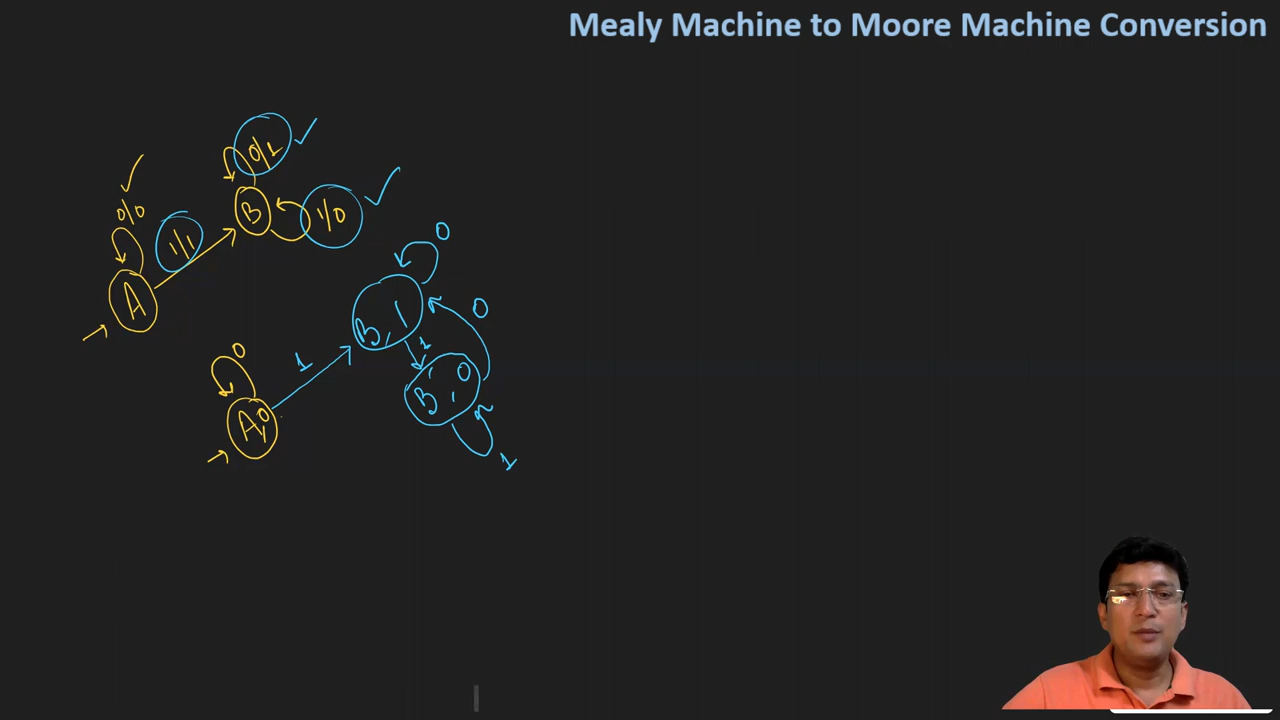 Mealy Machine to Moore Machine Conversion
0/1
0/0
1/1
B
1/0
A
0
B, 1
0
1
0
1
B, 0
A, 0
1